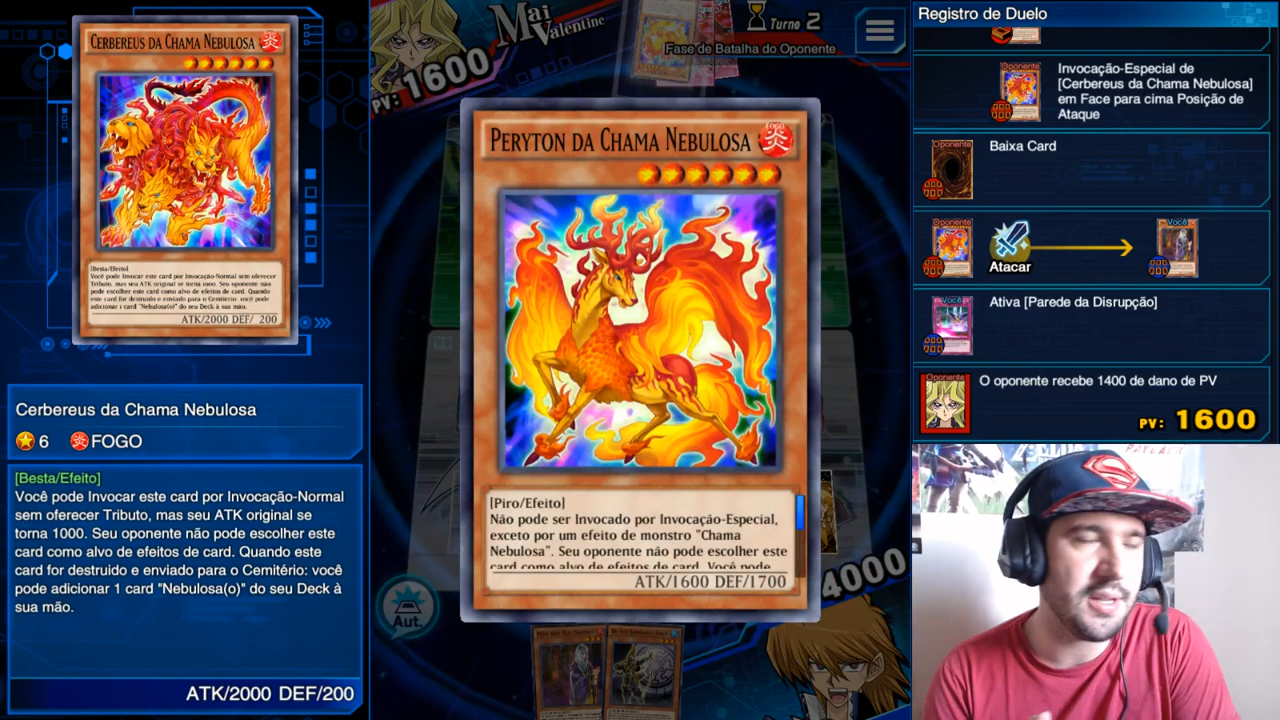 CERBEREUS DA CHAMA NEBULOSA
[Besta/Efeito]
Você pode Invocar este card por Invocação-Normal sem oferecer
Tributo, mas seu ATK original se torna 1000. Seu oponente não
pode escolher este card como alvo de efeitos de card. Quando
este card for destruído e enviado para o Cemitério: você pode
adicionar 1 card "Nebulosa(o)" do seu Deck à sua mão.
ATK/2000 DEF/ 200
Cerbereus da Chama Nebulosa
6 FOGO
[Besta/Efeito]
Você pode Invocar este card por Invocação-Normal
sem oferecer Tributo, mas seu ATK original se
torna 1000. Seu oponente não pode escolher este
card como alvo de efeitos de card. Quando este
card for destruído e enviado para o Cemitério: você
pode adicionar 1 card "Nebulosa(o)" do seu Deck à
sua mão.
ATK/2000 DEF/200
Mai
Valentine
PV: 1600
Turno 2
Fase de Batalha do Oponente
PERYTON DA CHAMA NEBULOSA
FOGO
炎
[Piro/Efeito]
Não pode ser Invocado por Invocação-Especial,
exceto por um efeito de monstro "Chama
Nebulosa". Seu oponente não pode escolher este
card como alvo de efeitos de card. Você pode
ATK/1600 DEF/1700
4000
Aut.
Registro de Duelo
Oponente
Invocação-Especial de
[Cerbereus da Chama Nebulosa]
em Face para cima Posição de
Ataque
Oponente
Baixa Card
Oponente
Atacar
Você
Você
Ativa [Parede da Disrupção]
Oponente
O oponente recebe 1400 de dano de PV
PV: 1600